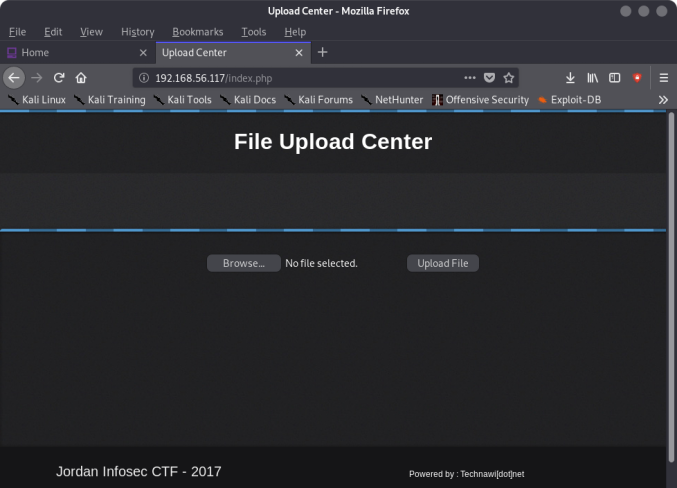 Upload Center - Mozilla Firefox
File Edit View History Bookmarks Tools Help
Home Upload Center
192.168.56.117/index.php
Kali Linux Kali Training Kali Tools Kali Docs Kali Forums NetHunter Offensive Security Exploit-DB
File Upload Center
Browse... No file selected. Upload File
Jordan Infosec CTF - 2017 Powered by : Technawi[dot]net